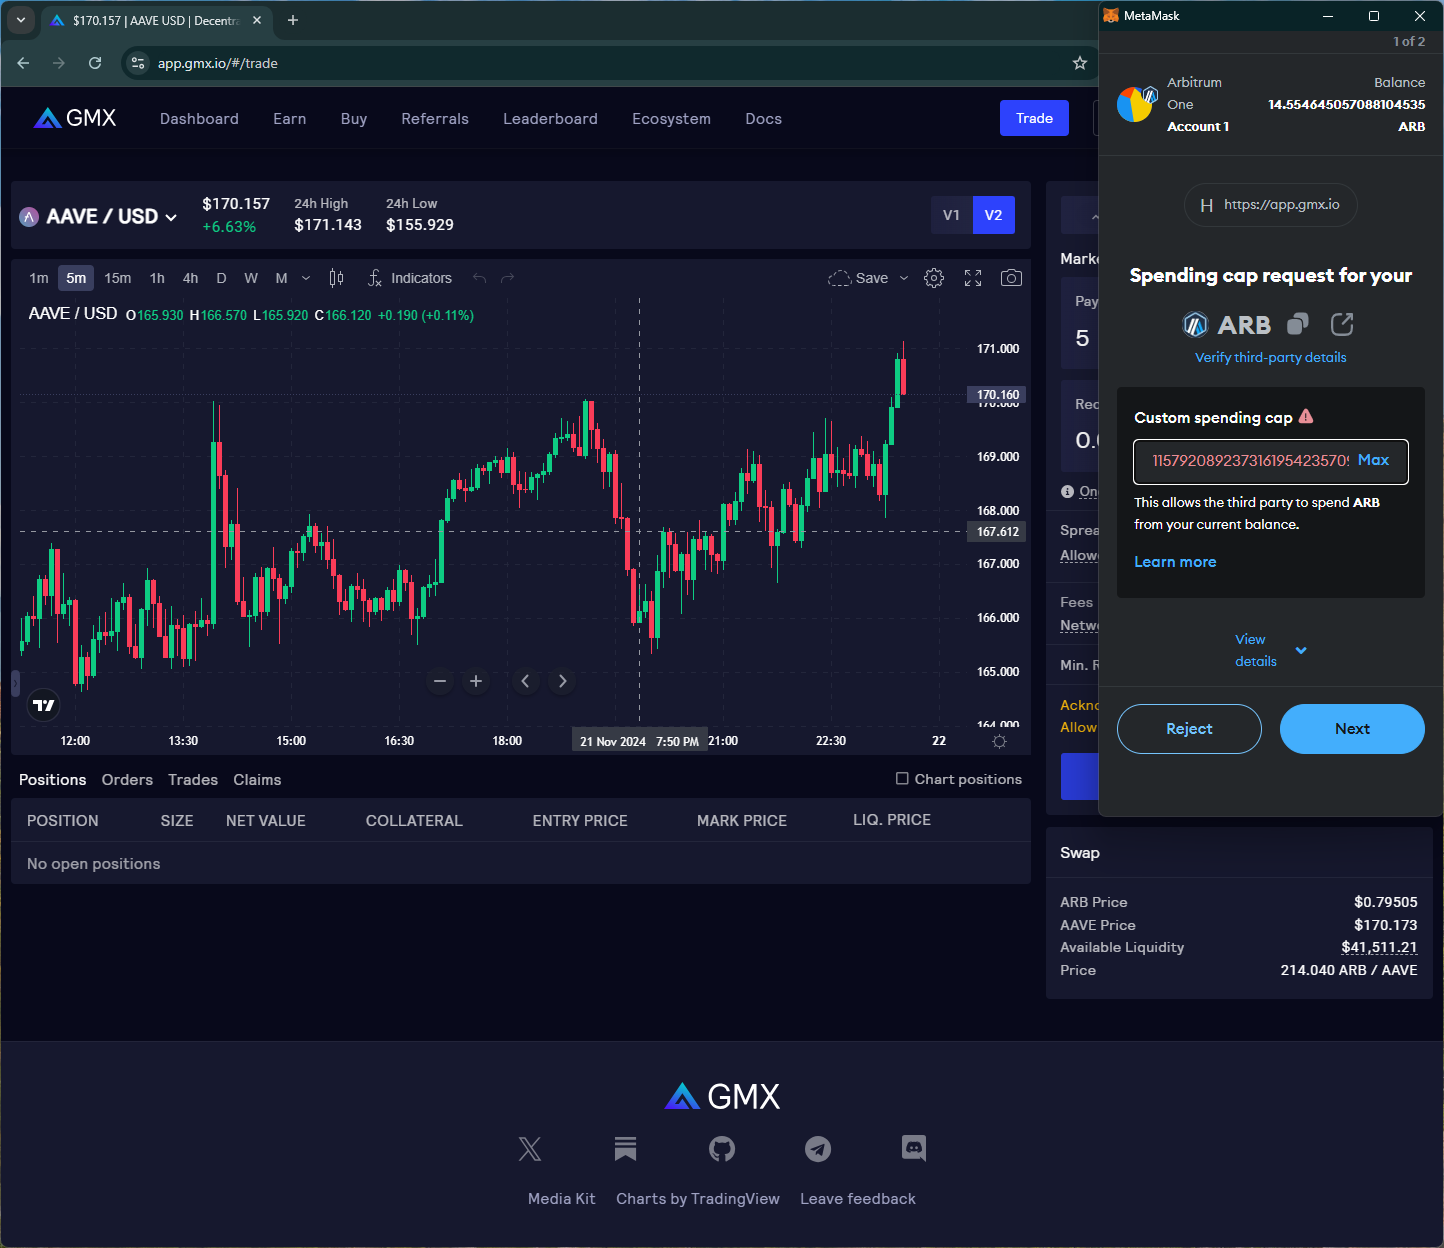 $170.157 | AAVE USD | Decentra
app.gmx.io/#/trade
GMX
Dashboard
Earn
Buy
Referrals
Leaderboard
Ecosystem
Docs
Trade
AAVE / USD
$170.157
+6.63%
24h High
$171.143
24h Low
$155.929
V1
V2
1m
5m
15m
1h
4h
D
W
M
Indicators
Save
AAVE / USD O165.930 H166.570 L165.920 C166.120 +0.190 (+0.11%)
171.000
170.160
170.000
169.000
168.000
167.612
167.000
166.000
165.000
164.000
12:00
13:30
15:00
16:30
18:00
21 Nov 2024 7:50 PM
21:00
22:30
22
Positions
Orders
Trades
Claims
Chart positions
POSITION
SIZE
NET VALUE
COLLATERAL
ENTRY PRICE
MARK PRICE
LIQ. PRICE
No open positions
Marke
Pay
5
Rec
0.0
On
Sprea
Allowe
Fees
Netwo
Min. R
Ackno
Allow
MetaMask
1 of 2
Arbitrum
One
Account 1
Balance
14.554645057088104535
ARB
H https://app.gmx.io
Spending cap request for your
ARB
Verify third-party details
Custom spending cap
1157920892373161954235709
Max
This allows the third party to spend ARB
from your current balance.
Learn more
View
details
Reject
Next
Swap
ARB Price
$0.79505
AAVE Price
$170.173
Available Liquidity
$41,511.21
Price
214.040 ARB / AAVE
GMX
Media Kit
Charts by TradingView
Leave feedback